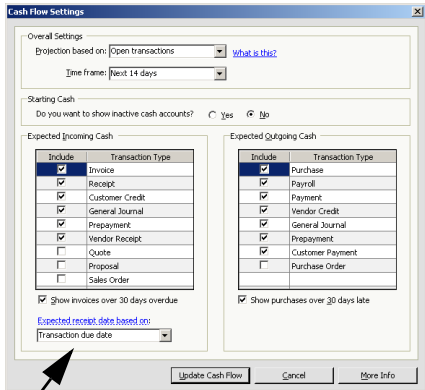 Cash Flow Settings
Overall Settings
Projection based on: Open transactions What is this?
Time frame: Next 14 days
Starting Cash
Do you want to show inactive cash accounts? Yes No
Expected Incoming Cash
Include Transaction Type
Invoice
Receipt
Customer Credit
General Journal
Prepayment
Vendor Receipt
Quote
Proposal
Sales Order
Show invoices over 30 days overdue
Expected receipt date based on:
Transaction due date
Expected Outgoing Cash
Include Transaction Type
Purchase
Payroll
Payment
Vendor Credit
General Journal
Prepayment
Customer Payment
Purchase Order
Show purchases over 30 days late
Update Cash Flow Cancel More Info